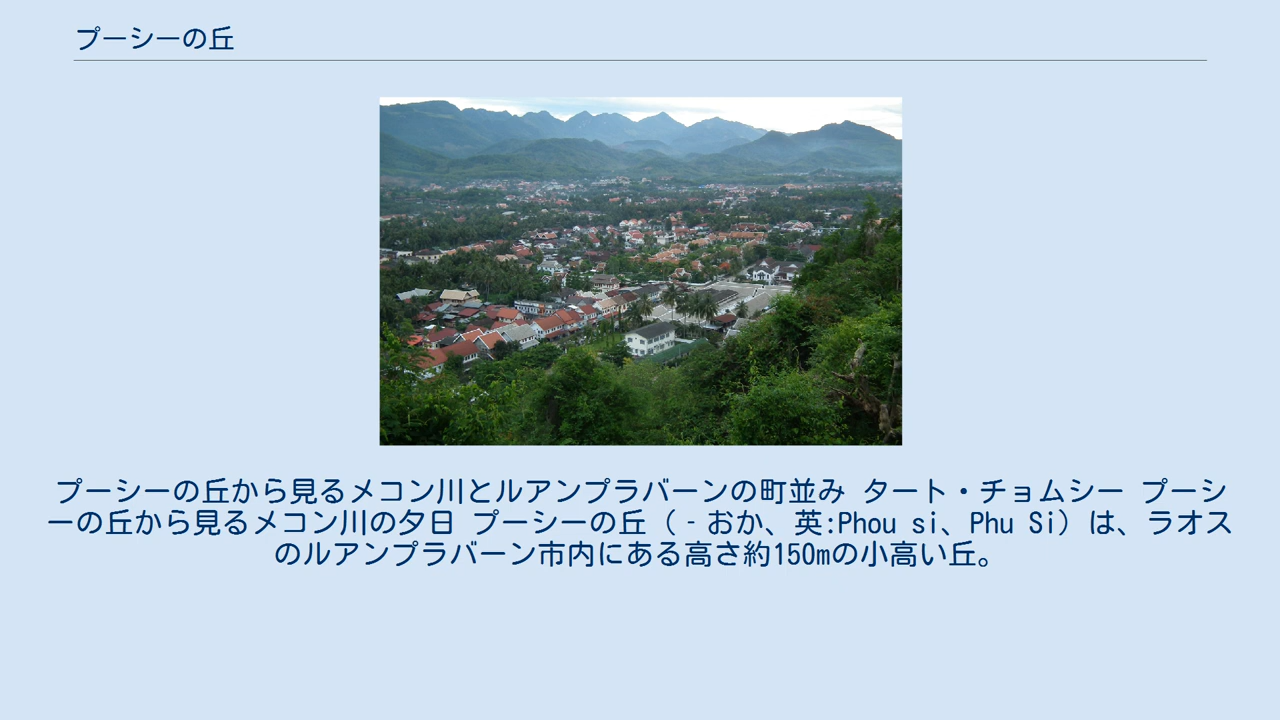 プーシーの丘
プーシーの丘から見るメコン川とルアンプラバーンの町並み タート・チョムシー プーシ
ーの丘から見るメコン川の夕日 プーシーの丘（‐おか、英:Phou si、Phu Si）は、ラオス
のルアンプラバーン市内にある高さ約150mの小高い丘。